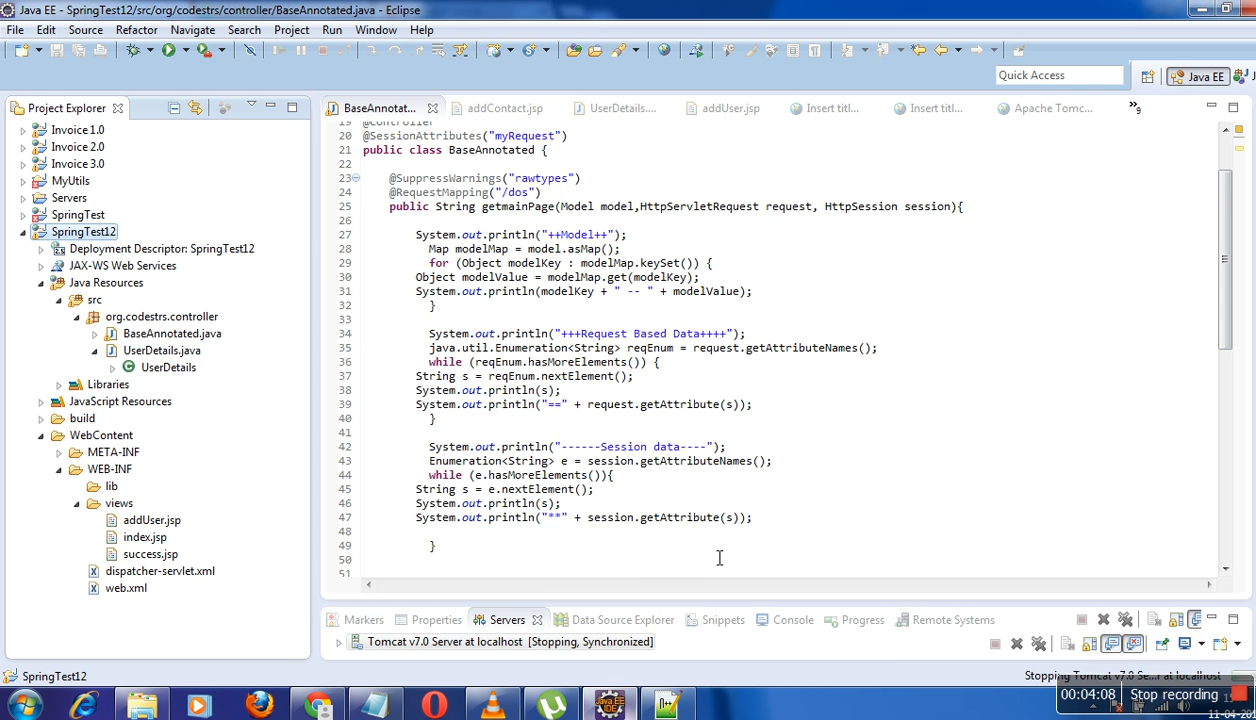 Java EE - SpringTest12/src/org/codestrs/controller/BaseAnnotated.java - Eclipse
File Edit Source Refactor Navigate Search Project Run Window Help
Quick Access
Java EE
Project Explorer
Invoice 1.0
Invoice 2.0
Invoice 3.0
MyUtils
Servers
SpringTest
SpringTest12
Deployment Descriptor: SpringTest12
JAX-WS Web Services
Java Resources
src
org.codestrs.controller
BaseAnnotated.java
UserDetails.java
UserDetails
Libraries
JavaScript Resources
build
WebContent
META-INF
WEB-INF
lib
views
addUser.jsp
index.jsp
success.jsp
dispatcher-servlet.xml
web.xml
BaseAnnotat... addContact.jsp UserDetails.... addUser.jsp Insert titl... Insert titl... Apache Tomc... »9
19 @Controller
20 @SessionAttributes("myRequest")
21 public class BaseAnnotated {
22
23 @SuppressWarnings("rawtypes")
24 @RequestMapping("/dos")
25 public String getmainPage(Model model,HttpServletRequest request, HttpSession session){
26
27 System.out.println("++Model++");
28 Map modelMap = model.asMap();
29 for (Object modelKey : modelMap.keySet()) {
30 Object modelValue = modelMap.get(modelKey);
31 System.out.println(modelKey + " -- " + modelValue);
32 }
33
34 System.out.println("+++Request Based Data++++");
35 java.util.Enumeration<String> reqEnum = request.getAttributeNames();
36 while (reqEnum.hasMoreElements()) {
37 String s = reqEnum.nextElement();
38 System.out.println(s);
39 System.out.println("==" + request.getAttribute(s));
40 }
41
42 System.out.println("------Session data----");
43 Enumeration<String> e = session.getAttributeNames();
44 while (e.hasMoreElements()){
45 String s = e.nextElement();
46 System.out.println(s);
47 System.out.println("**" + session.getAttribute(s));
48
49 }
50
51
Markers Properties Servers Data Source Explorer Snippets Console Progress Remote Systems
Tomcat v7.0 Server at localhost [Stopping, Synchronized]
SpringTest12
Stopping Tomcat v7.0 Se...ocalhost
00:04:08 Stop recording
11-04-20